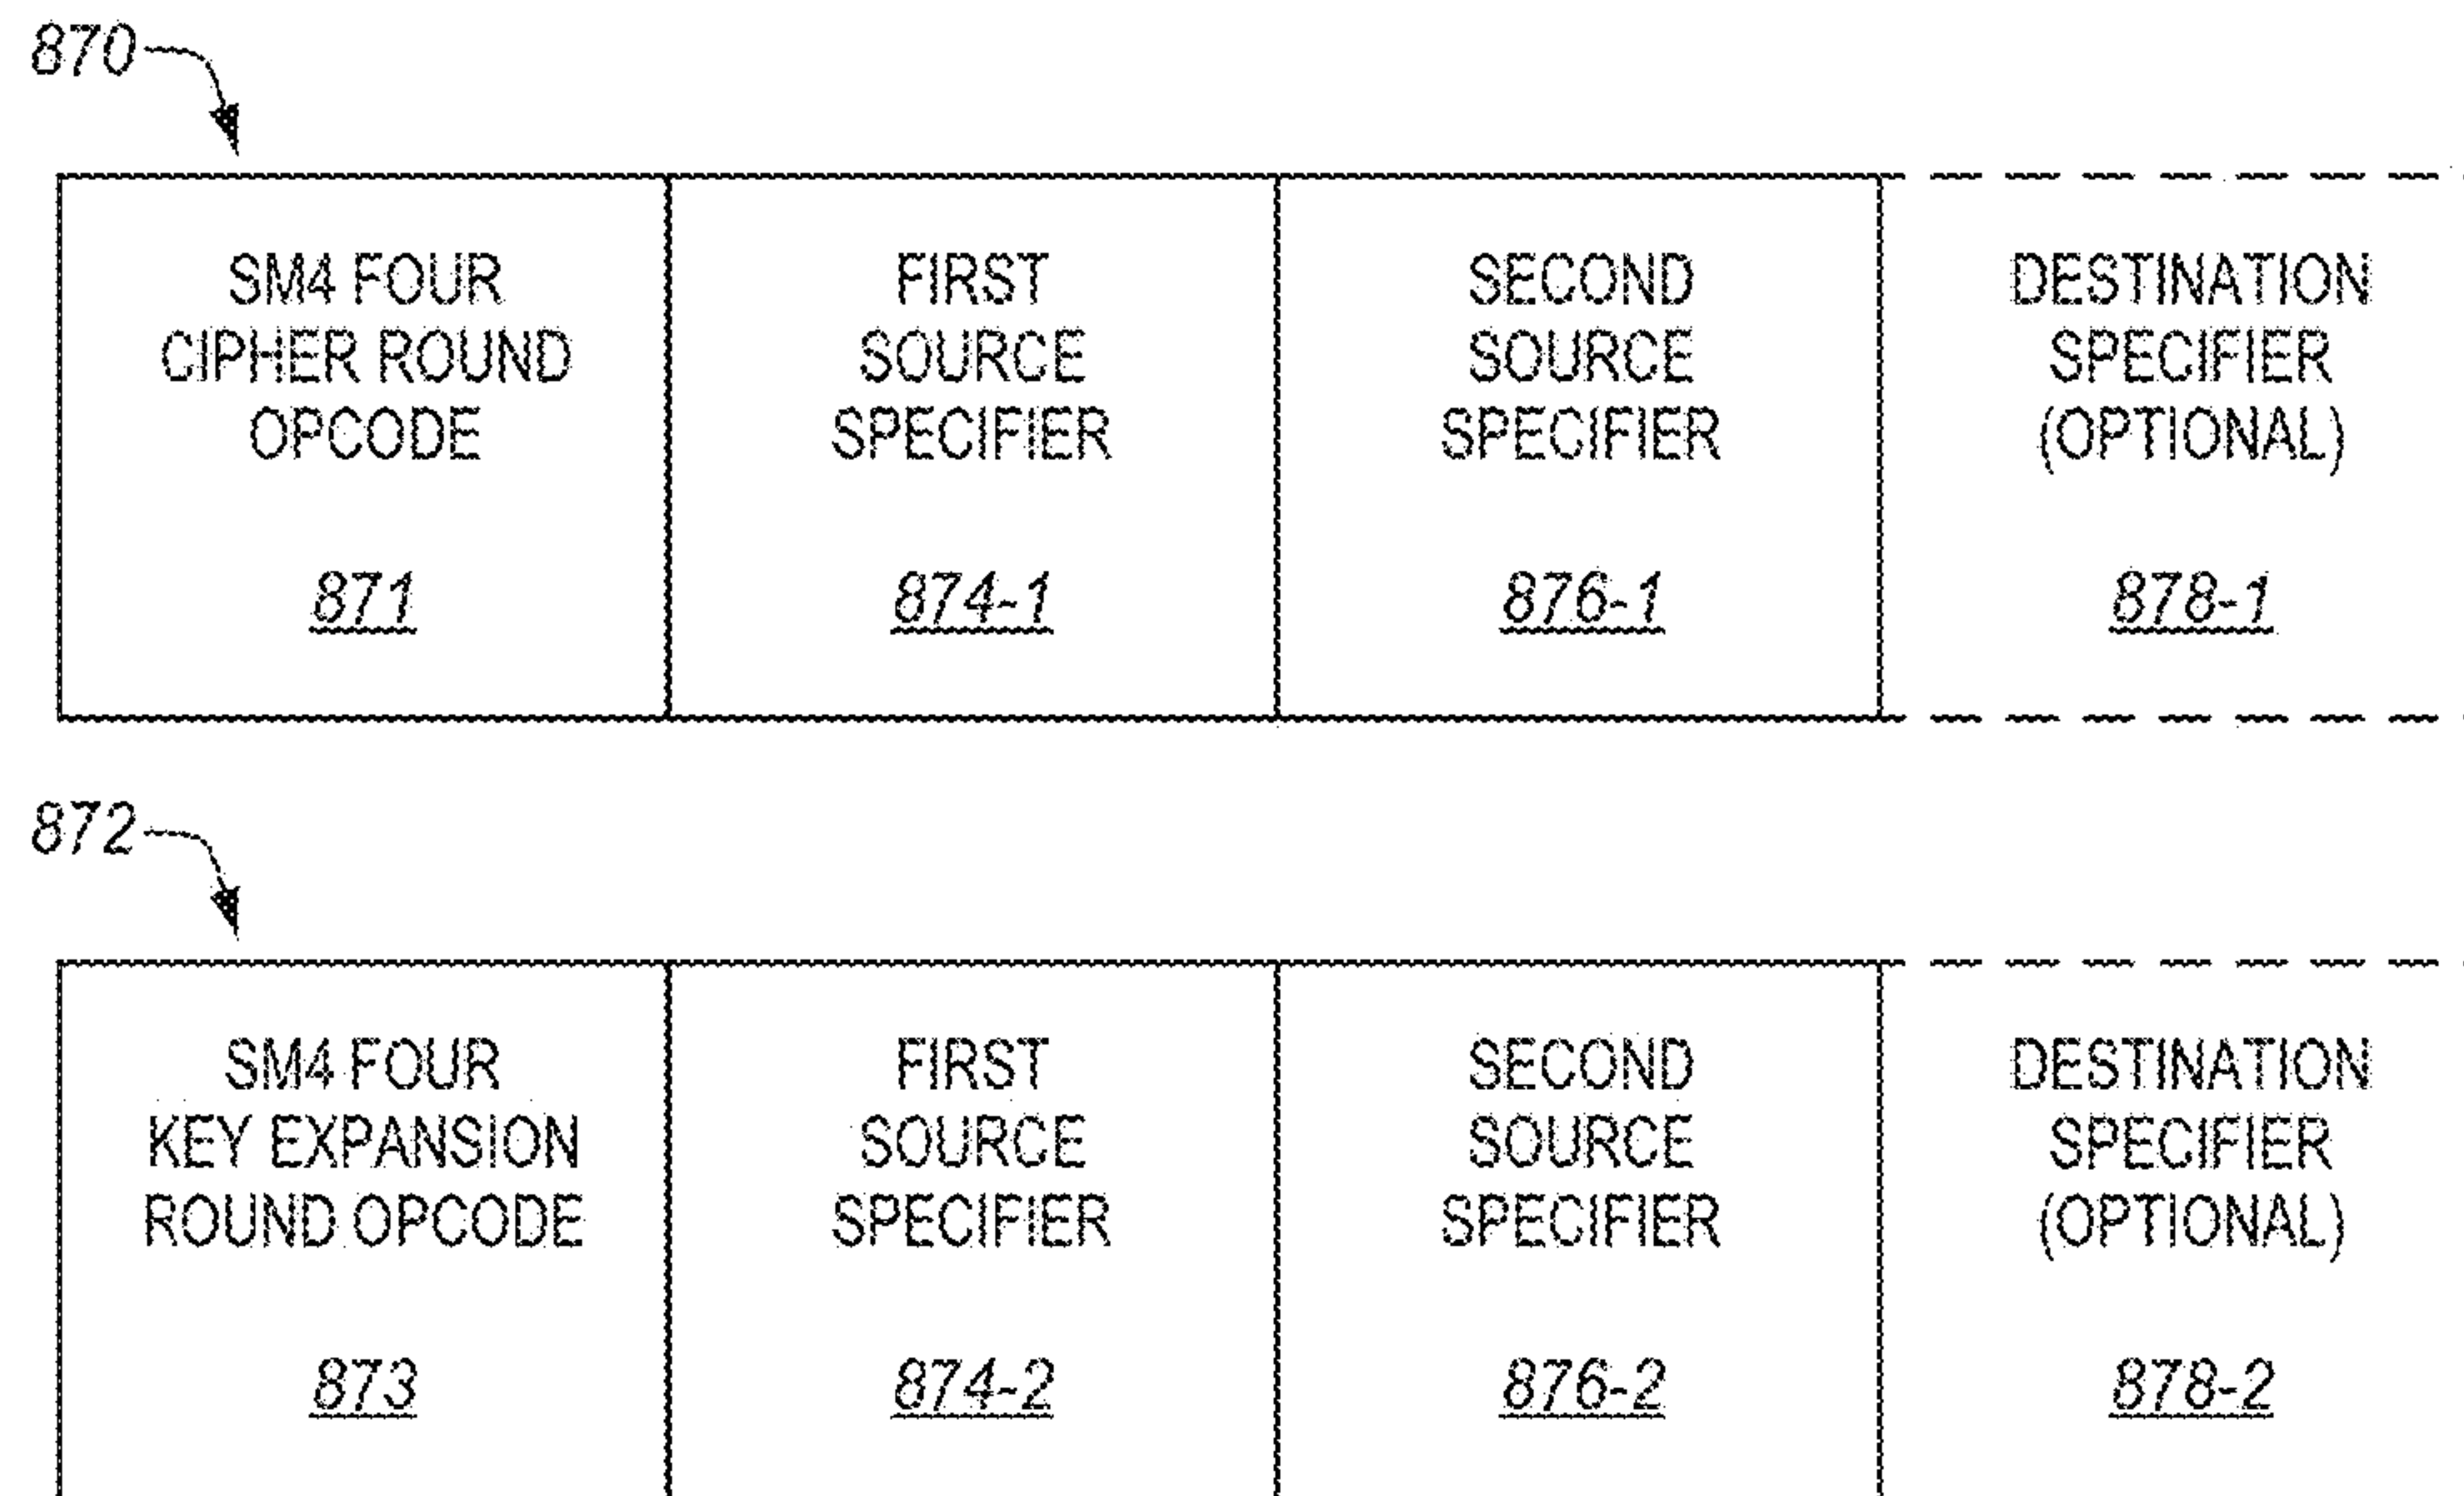 870
SM4 FOUR
CIPHER ROUND
OPCODE
871
FIRST
SOURCE
SPECIFIER
874-1
SECOND
SOURCE
SPECIFIER
876-1
DESTINATION
SPECIFIER
(OPTIONAL)
878-1
872
SM4 FOUR
KEY EXPANSION
ROUND OPCODE
873
FIRST
SOURCE
SPECIFIER
874-2
SECOND
SOURCE
SPECIFIER
876-2
DESTINATION
SPECIFIER
(OPTIONAL)
878-2